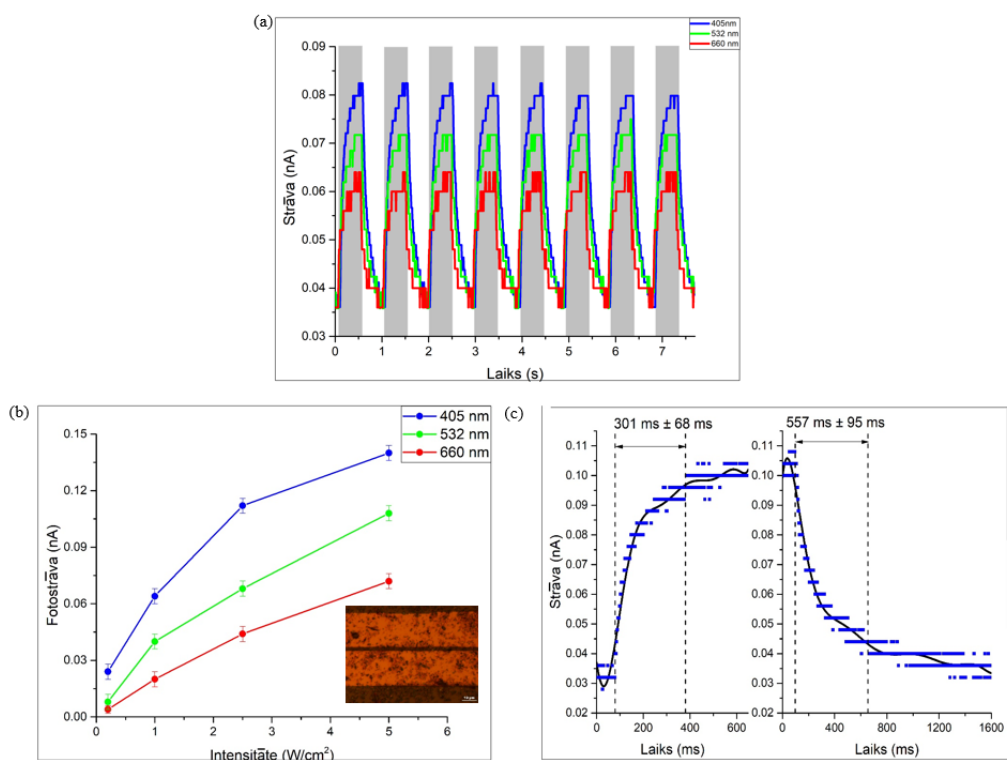 (a)
405nm
532 nm
660 nm
0.09
0.08
0.07
0.06
0.05
0.04
0.03
Strāva (nA)
0 1 2 3 4 5 6 7
Laiks (s)
(b)
405 nm
532 nm
660 nm
0.15
0.12
0.09
0.06
0.03
0.00
Fotostrāva (nA)
0 1 2 3 4 5 6
Intensitāte (W/cm²)
(c)
301 ms ± 68 ms
557 ms ± 95 ms
0.11
0.10
0.09
0.08
0.07
0.06
0.05
0.04
0.03
0.02
Strāva (nA)
0 200 400 600
Laiks (ms)
0.11
0.10
0.09
0.08
0.07
0.06
0.05
0.04
0.03
0.02
0 400 800 1200 1600
Laiks (ms)